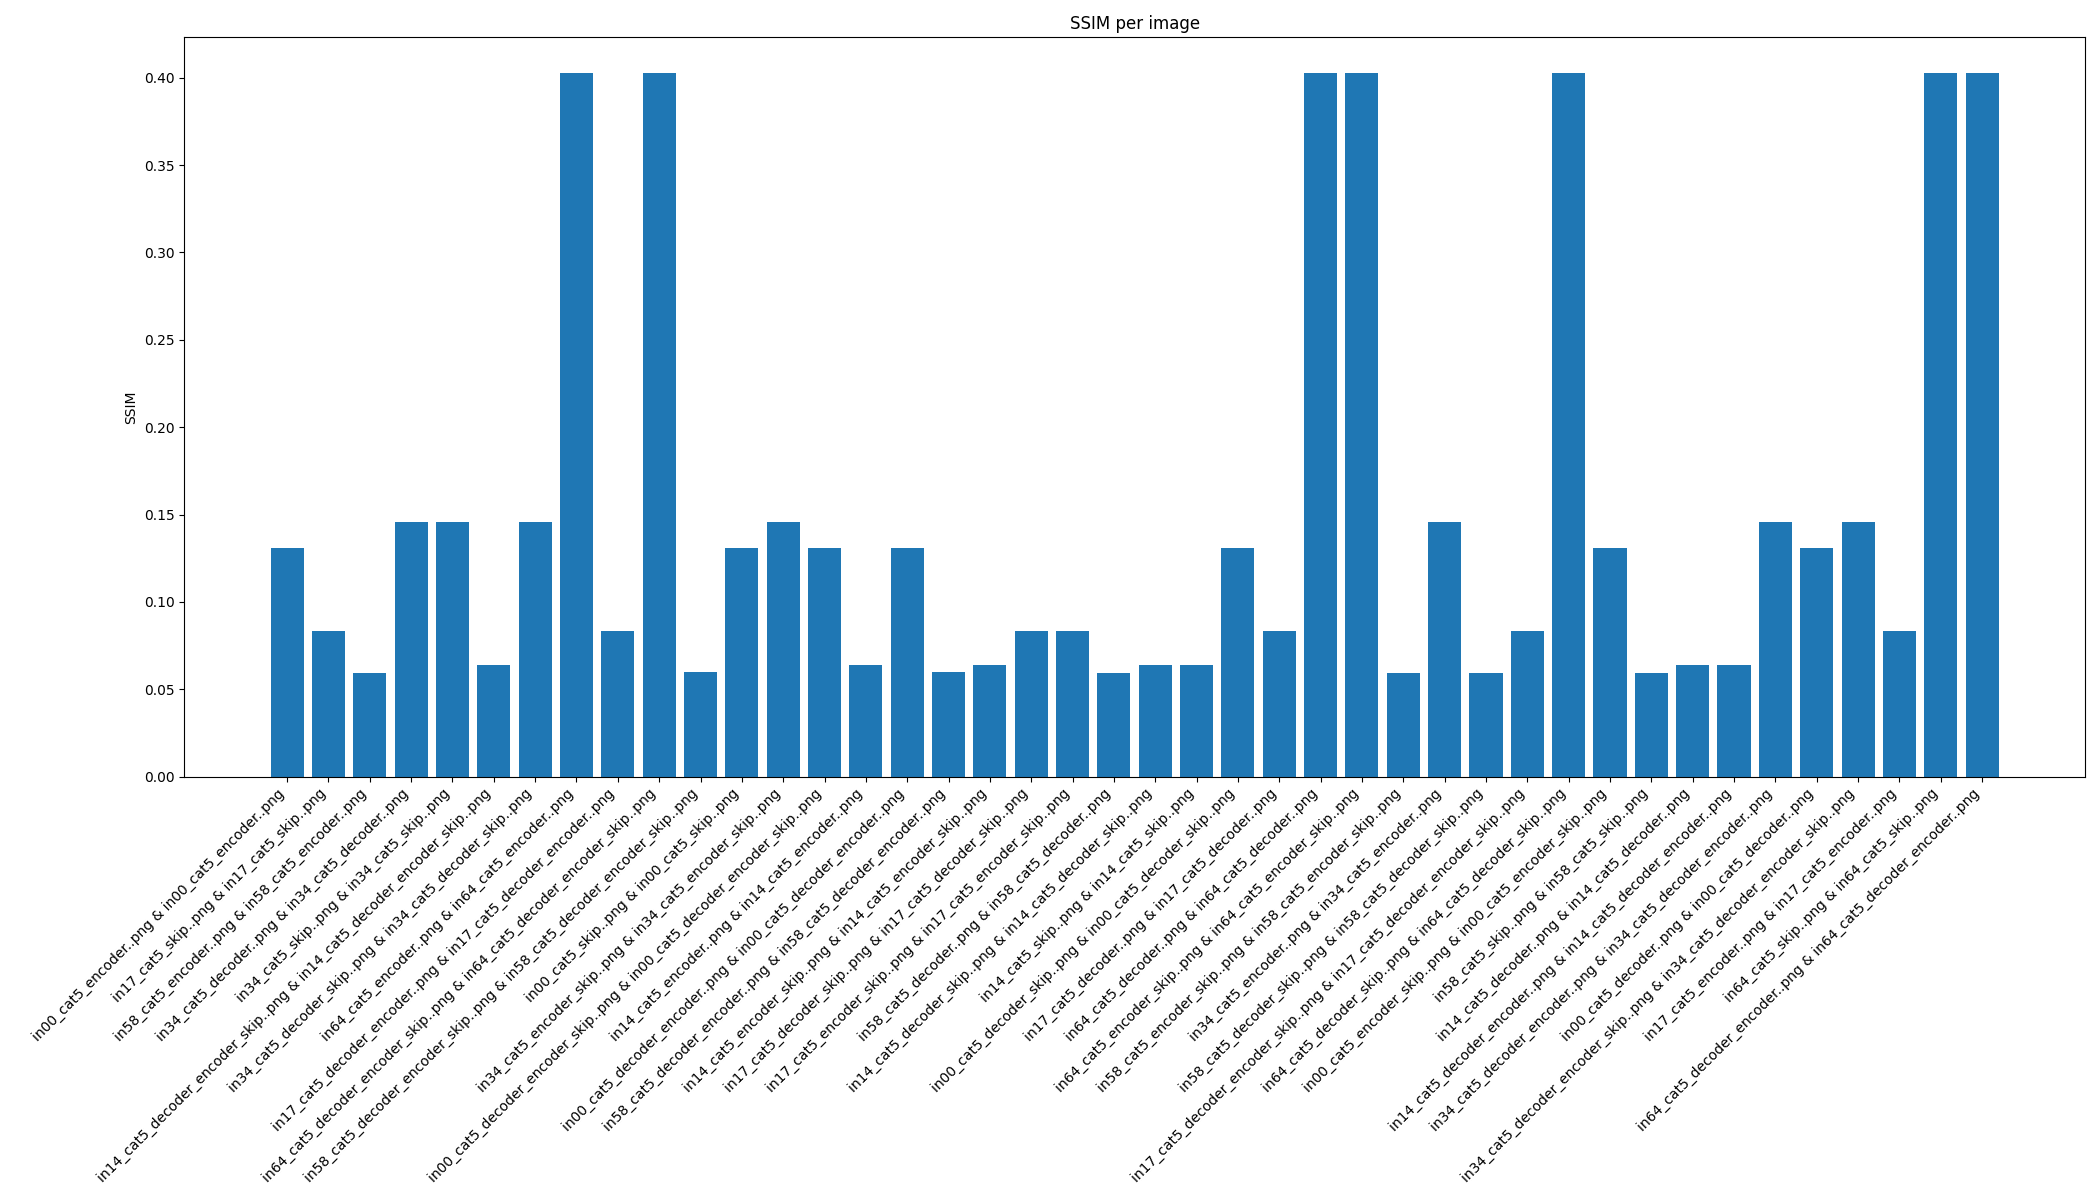 SSIM per image
SSIM
0.40
0.35
0.30
0.25
0.20
0.15
0.10
0.05
0.00
in00_cat5_encoder..png & in00_cat5_encoder..png
in17_cat5_skip..png & in17_cat5_skip..png
in58_cat5_encoder..png & in58_cat5_encoder..png
in34_cat5_decoder..png & in34_cat5_decoder..png
in34_cat5_skip..png & in34_cat5_skip..png
in14_cat5_decoder_encoder_skip..png & in14_cat5_decoder_encoder_skip..png
in34_cat5_decoder_skip..png & in34_cat5_decoder_skip..png
in64_cat5_encoder..png & in64_cat5_encoder..png
in17_cat5_decoder_encoder..png & in17_cat5_decoder_encoder..png
in64_cat5_decoder_encoder_skip..png & in64_cat5_decoder_encoder_skip..png
in58_cat5_decoder_encoder_skip..png & in58_cat5_decoder_encoder_skip..png
in00_cat5_skip..png & in00_cat5_skip..png
in34_cat5_encoder_skip..png & in34_cat5_encoder_skip..png
in00_cat5_decoder_encoder_skip..png & in00_cat5_decoder_encoder_skip..png
in14_cat5_encoder..png & in14_cat5_encoder..png
in00_cat5_decoder_encoder..png & in00_cat5_decoder_encoder..png
in58_cat5_decoder_encoder..png & in58_cat5_decoder_encoder..png
in14_cat5_encoder_skip..png & in14_cat5_encoder_skip..png
in17_cat5_decoder_skip..png & in17_cat5_decoder_skip..png
in17_cat5_encoder_skip..png & in17_cat5_encoder_skip..png
in58_cat5_decoder..png & in58_cat5_decoder..png
in14_cat5_decoder_skip..png & in14_cat5_decoder_skip..png
in14_cat5_skip..png & in14_cat5_skip..png
in00_cat5_decoder_skip..png & in00_cat5_decoder_skip..png
in17_cat5_decoder..png & in17_cat5_decoder..png
in64_cat5_decoder..png & in64_cat5_decoder..png
in64_cat5_encoder_skip..png & in64_cat5_encoder_skip..png
in58_cat5_encoder_skip..png & in58_cat5_encoder_skip..png
in34_cat5_encoder..png & in34_cat5_encoder..png
in58_cat5_decoder_skip..png & in58_cat5_decoder_skip..png
in17_cat5_decoder_encoder_skip..png & in17_cat5_decoder_encoder_skip..png
in64_cat5_decoder_skip..png & in64_cat5_decoder_skip..png
in00_cat5_encoder_skip..png & in00_cat5_encoder_skip..png
in58_cat5_skip..png & in58_cat5_skip..png
in14_cat5_decoder..png & in14_cat5_decoder..png
in14_cat5_decoder_encoder..png & in14_cat5_decoder_encoder..png
in34_cat5_decoder_encoder..png & in34_cat5_decoder_encoder..png
in00_cat5_decoder..png & in00_cat5_decoder..png
in34_cat5_decoder_encoder_skip..png & in34_cat5_decoder_encoder_skip..png
in17_cat5_encoder..png & in17_cat5_encoder..png
in64_cat5_skip..png & in64_cat5_skip..png
in64_cat5_decoder_encoder..png & in64_cat5_decoder_encoder..png